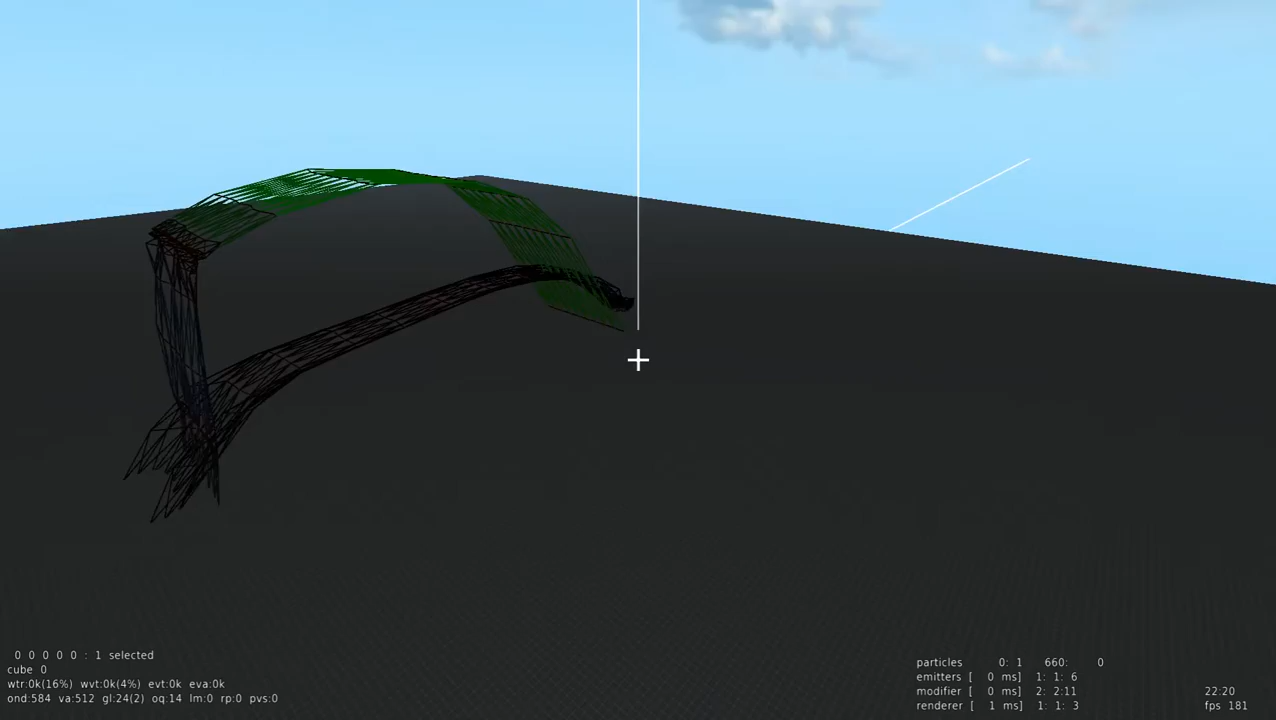 0 0 0 0 0 : 1 selected
cube 0
wtr:0k(16%) wvt:0k(4%) evt:0k eva:0k
ond:584 va:512 gl:24(2) oq:14 lm:0 rp:0 pvs:0
particles 0: 1 660: 0
emitters [ 0 ms] 1: 1: 6
modifier [ 0 ms] 2: 2:11
renderer [ 1 ms] 1: 1: 3
22:20
fps 181